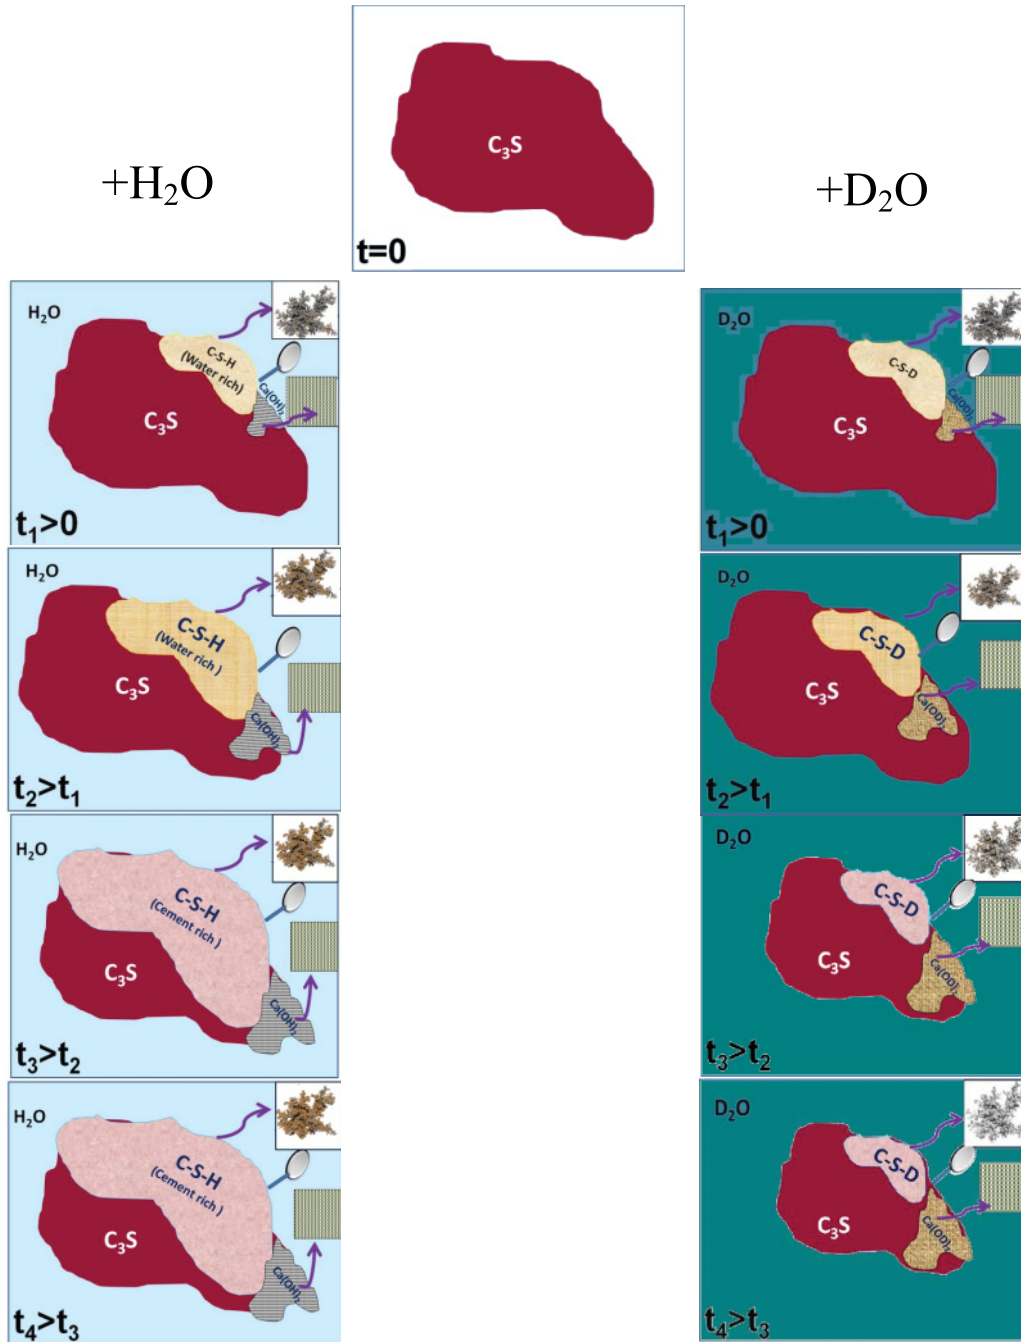 C₃S
t=0
+H₂O
+D₂O
H₂O
C-S-H
(Water rich)
Ca(OH)₂
C₃S
t₁>0
D₂O
C-S-D
Ca(OD)₂
C₃S
t₁>0
H₂O
C-S-H
(Water rich )
C₃S
Ca(OH)₂
t₂>t₁
D₂O
C-S-D
C₃S
Ca(OD)₂
t₂>t₁
H₂O
C-S-H
(Cement rich )
C₃S
Ca(OH)₂
t₃>t₂
D₂O
C-S-D
C₃S
Ca(OD)₂
t₃>t₂
H₂O
C-S-H
(Cement rich )
C₃S
Ca(OH)₂
t₄>t₃
D₂O
C-S-D
C₃S
Ca(OD)₂
t₄>t₃